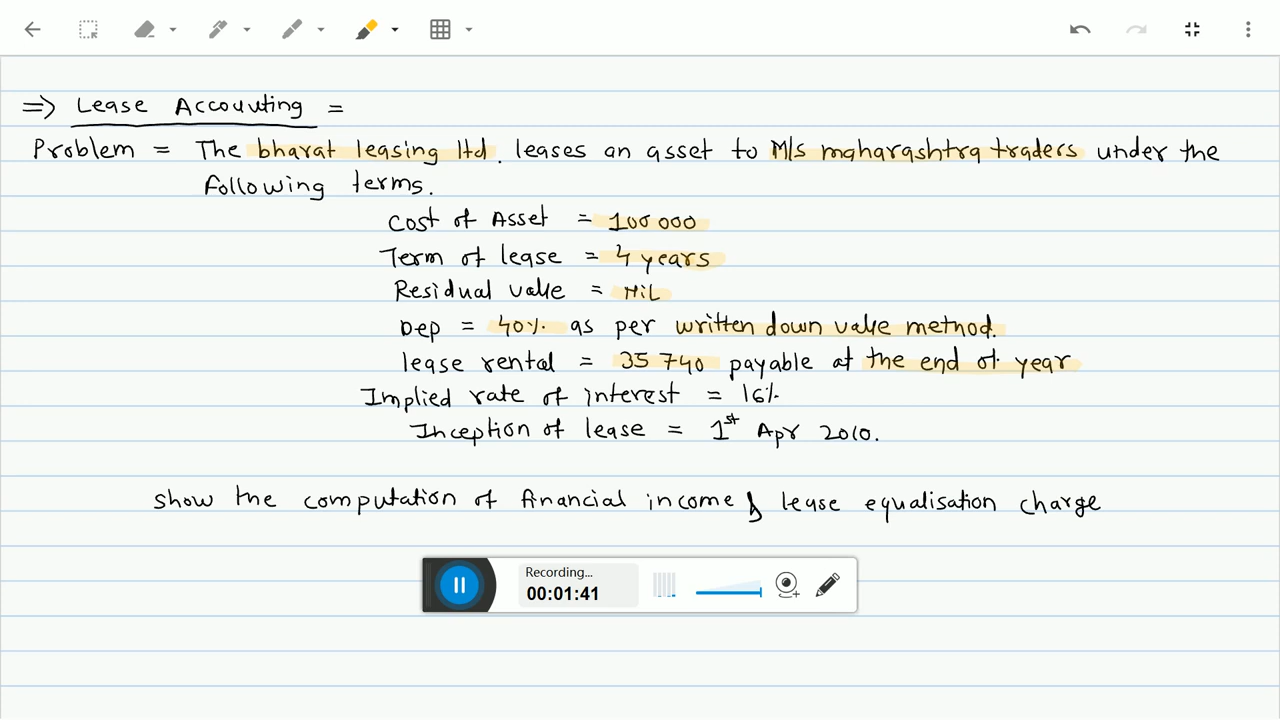 => Lease Accounting =
Problem = The bharat leasing ltd. leases an asset to M/s maharashtra traders under the
following terms.
Cost of Asset = 100 000
Term of lease = 4 years
Residual value = Nil
Dep = 40% as per written down value method.
lease rental = 35 740 payable at the end of year
Implied rate of interest = 16%
Inception of lease = 1st Apr 2010.
show the computation of financial income & lease equalisation charge
Recording...
00:01:41